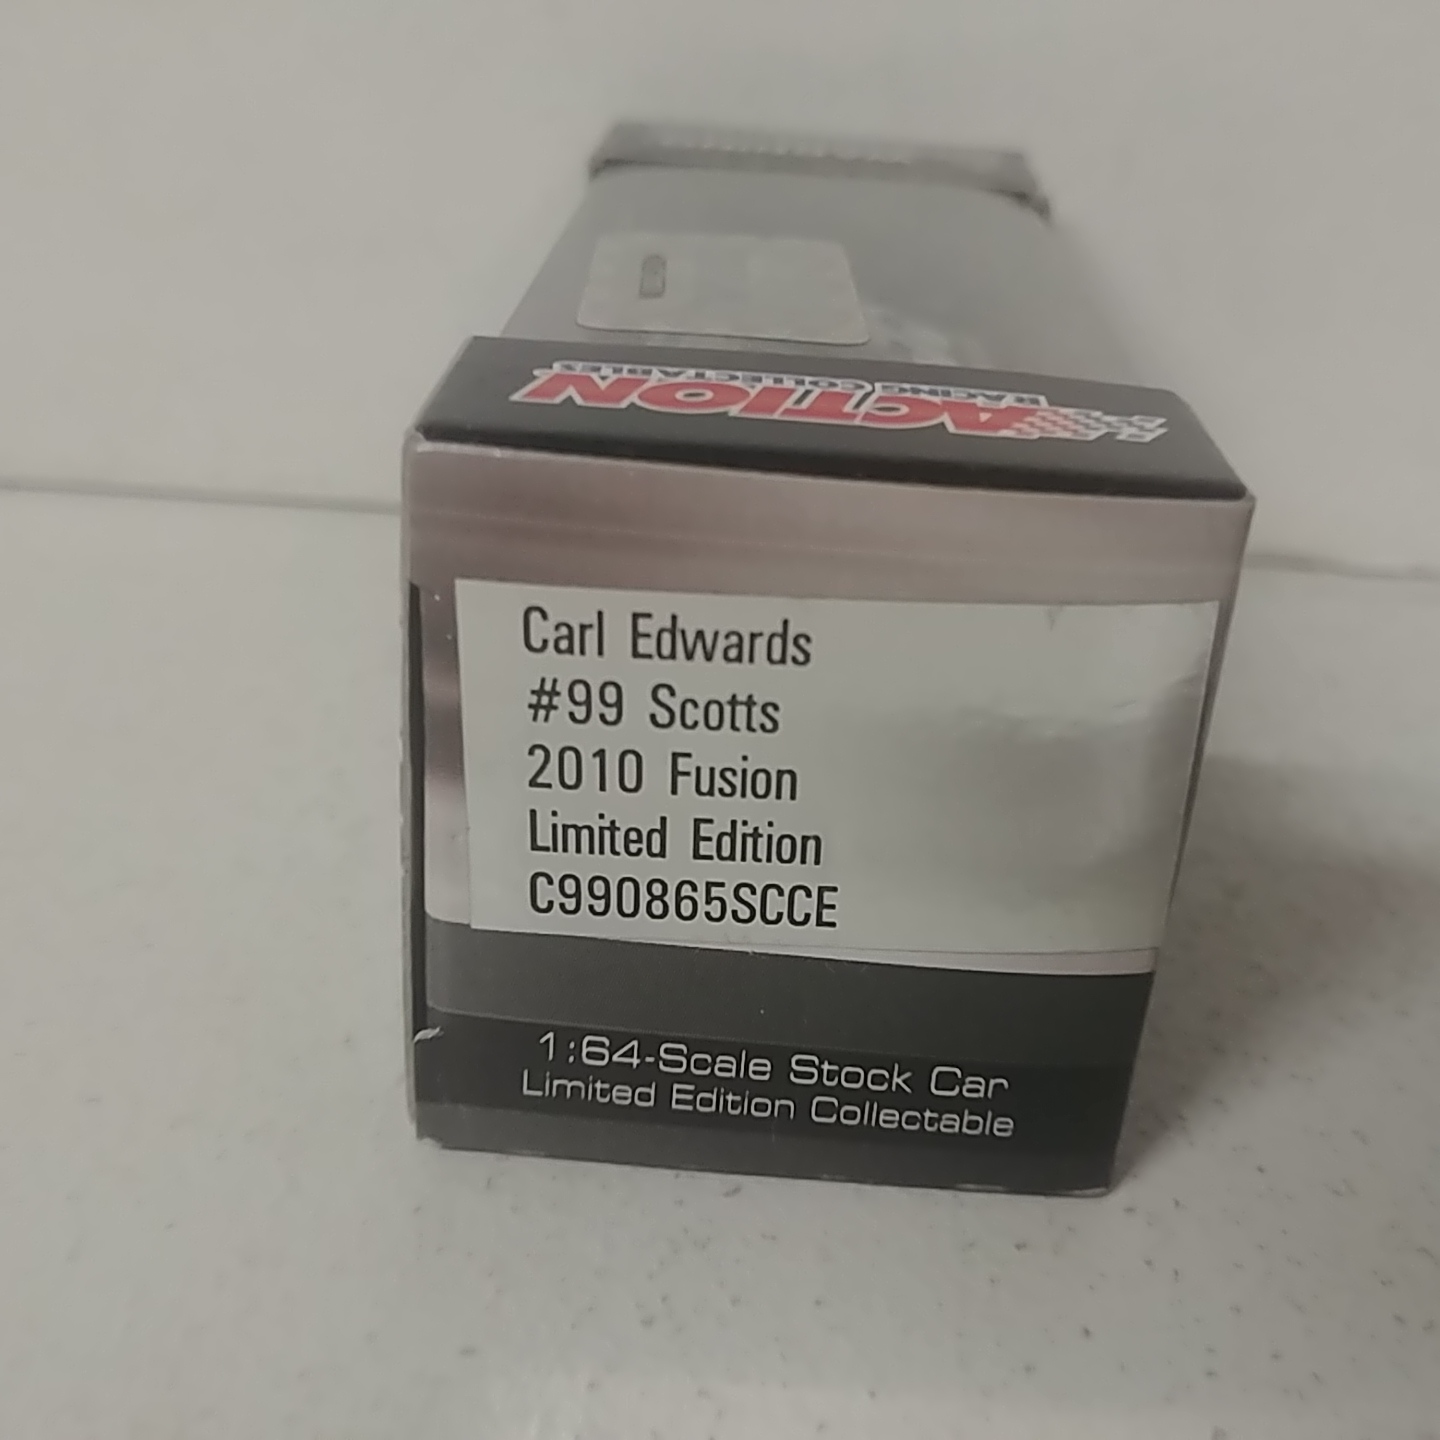 ACTION
RACING COLLECTABLES
Carl Edwards
#99 Scotts
2010 Fusion
Limited Edition
C990865SCCE
1:64-Scale Stock Car
Limited Edition Collectable